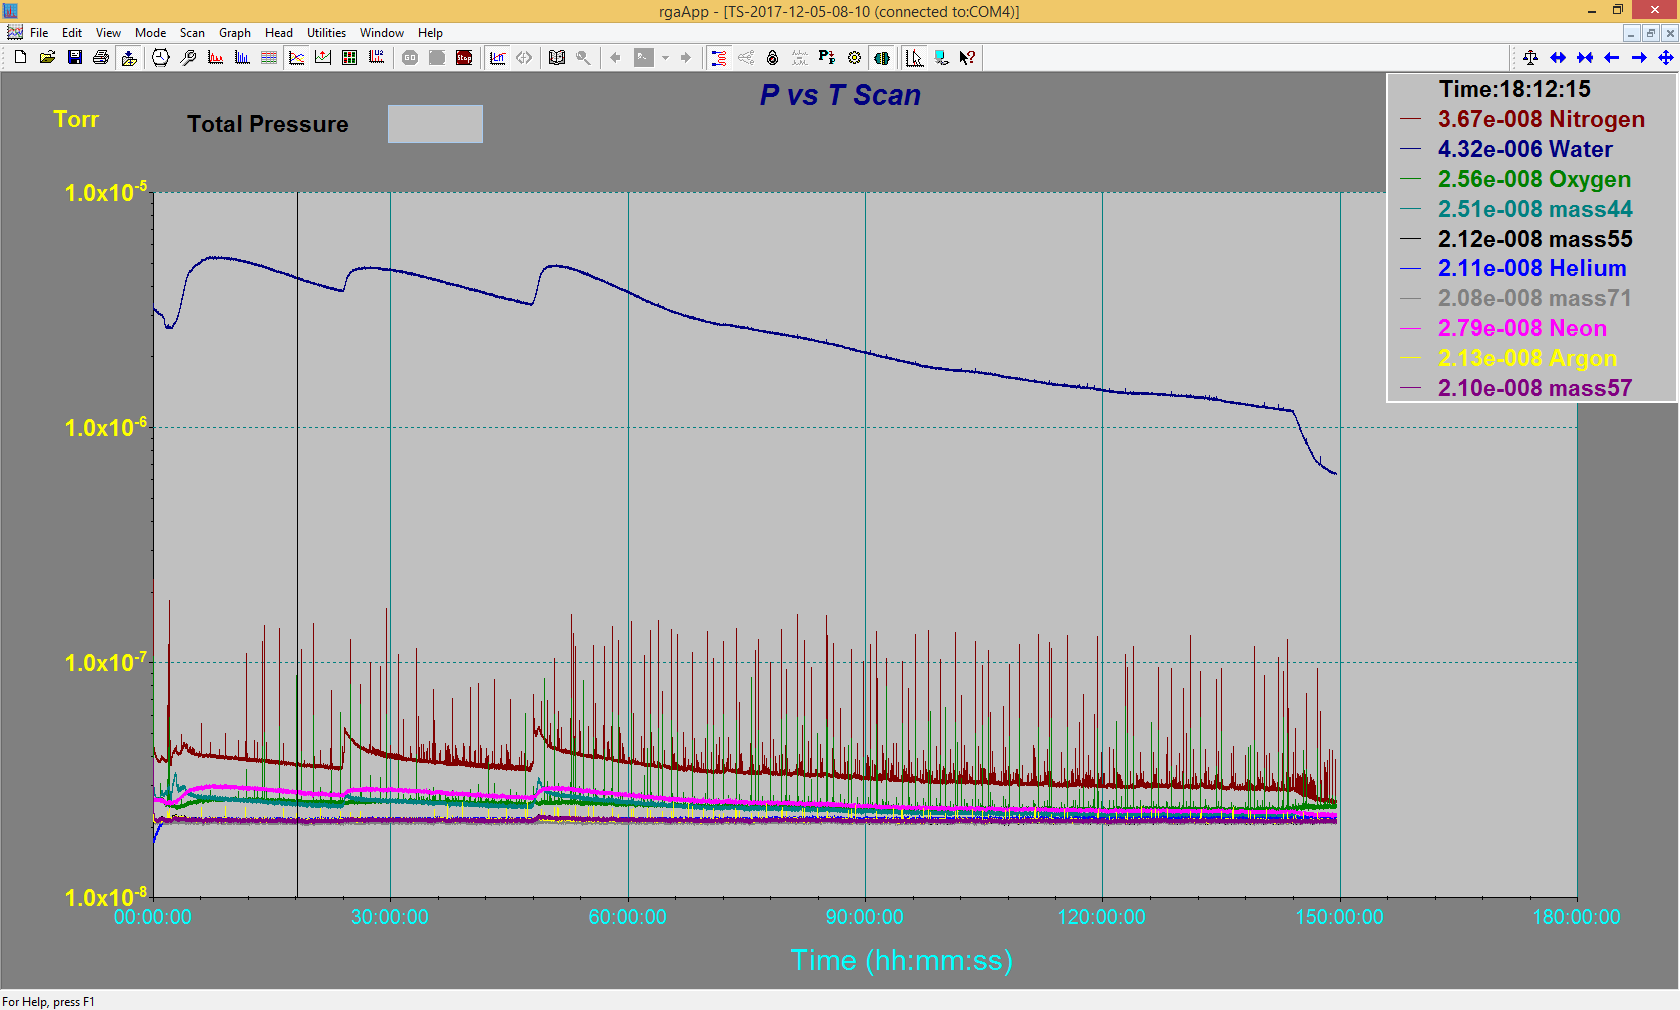 rgaApp - [TS-2017-12-05-08-10 (connected to:COM4)]
File Edit View Mode Scan Graph Head Utilities Window Help
GO Stop
P vs T Scan
Torr
Total Pressure
Time:18:12:15
3.67e-008 Nitrogen
4.32e-006 Water
2.56e-008 Oxygen
2.51e-008 mass44
2.12e-008 mass55
2.11e-008 Helium
2.08e-008 mass71
2.79e-008 Neon
2.13e-008 Argon
2.10e-008 mass57
1.0x10⁻⁵
1.0x10⁻⁶
1.0x10⁻⁷
1.0x10⁻⁸
00:00:00 30:00:00 60:00:00 90:00:00 120:00:00 150:00:00 180:00:00
Time (hh:mm:ss)
For Help, press F1